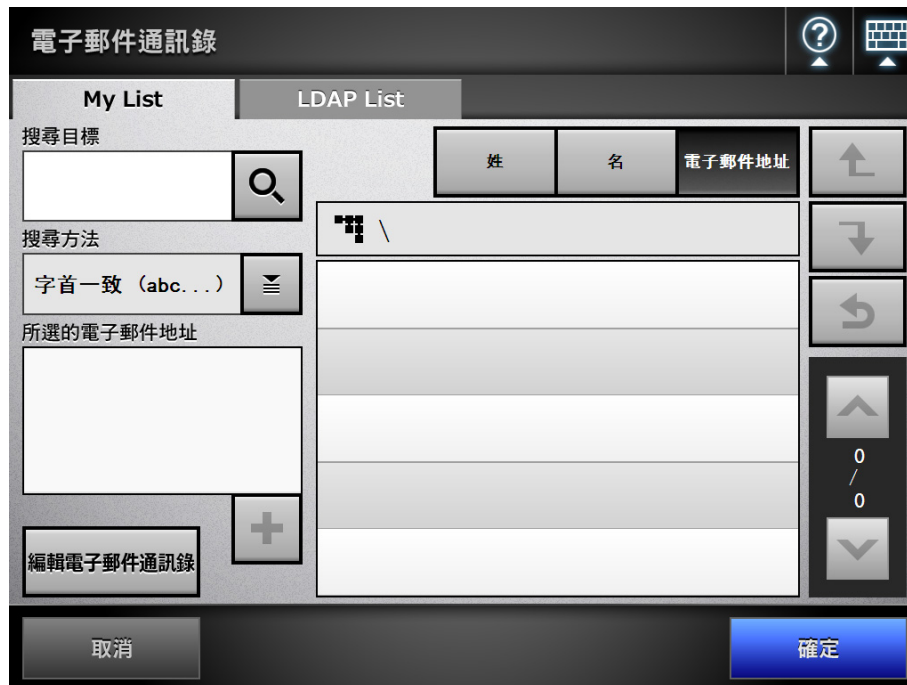 電子郵件通訊錄
My List
LDAP List
搜尋目標
姓
名
電子郵件地址
搜尋方法
\
字首一致 (abc...)
所選的電子郵件地址
0
/
0
編輯電子郵件通訊錄
取消
確定